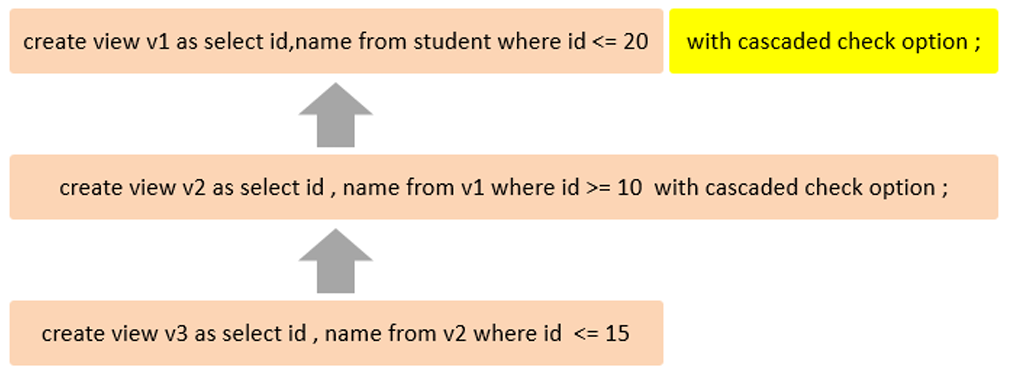 create view v1 as select id,name from student where id <= 20 with cascaded check option ;
create view v2 as select id , name from v1 where id >= 10 with cascaded check option ;
create view v3 as select id , name from v2 where id <= 15